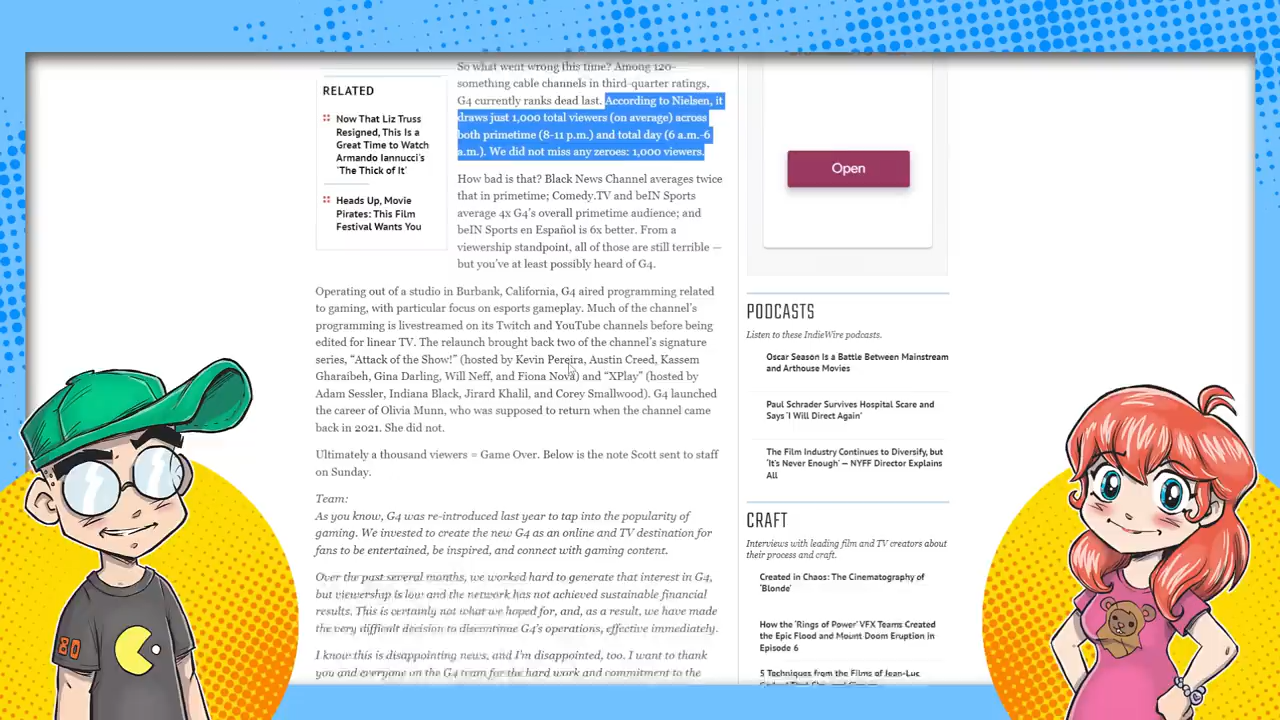 So what went wrong this time? Among 120-
something cable channels in third-quarter ratings,
G4 currently ranks dead last. According to Nielsen, it
draws just 1,000 total viewers (on average) across
both primetime (8-11 p.m.) and total day (6 a.m.-6
a.m.). We did not miss any zeroes: 1,000 viewers.
RELATED
Now That Liz Truss
Resigned, This Is a
Great Time to Watch
Armando Iannucci's
'The Thick of It'
Heads Up, Movie
Pirates: This Film
Festival Wants You
How bad is that? Black News Channel averages twice
that in primetime; Comedy.TV and beIN Sports
average 4x G4's overall primetime audience; and
beIN Sports en Español is 6x better. From a
viewership standpoint, all of those are still terrible —
but you've at least possibly heard of G4.
Operating out of a studio in Burbank, California, G4 aired programming related
to gaming, with particular focus on esports gameplay. Much of the channel's
programming is livestreamed on its Twitch and YouTube channels before being
edited for linear TV. The relaunch brought back two of the channel's signature
series, "Attack of the Show!" (hosted by Kevin Pereira, Austin Creed, Kassem
Gharaibeh, Gina Darling, Will Neff, and Fiona Nova) and "XPlay" (hosted by
Adam Sessler, Indiana Black, Jirard Khalil, and Corey Smallwood). G4 launched
the career of Olivia Munn, who was supposed to return when the channel came
back in 2021. She did not.
Ultimately a thousand viewers = Game Over. Below is the note Scott sent to staff
on Sunday.
Team:
As you know, G4 was re-introduced last year to tap into the popularity of
gaming. We invested to create the new G4 as an online and TV destination for
fans to be entertained, be inspired, and connect with gaming content.
Over the past several months, we worked hard to generate that interest in G4,
but viewership is low and the network has not achieved sustainable financial
results. This is certainly not what we hoped for, and, as a result, we have made
the very difficult decision to discontinue G4's operations, effective immediately.
I know this is disappointing news, and I'm disappointed, too. I want to thank
you and everyone on the G4 team for the hard work and commitment to the
Open
PODCASTS
Listen to these IndieWire podcasts.
Oscar Season Is a Battle Between Mainstream
and Arthouse Movies
Paul Schrader Survives Hospital Scare and
Says 'I Will Direct Again'
The Film Industry Continues to Diversify, but
'It's Never Enough' — NYFF Director Explains
All
CRAFT
Interviews with leading film and TV creators about
their process and craft.
Created in Chaos: The Cinematography of
'Blonde'
How the 'Rings of Power' VFX Teams Created
the Epic Flood and Mount Doom Eruption in
Episode 6
5 Techniques from the Films of Jean-Luc
80